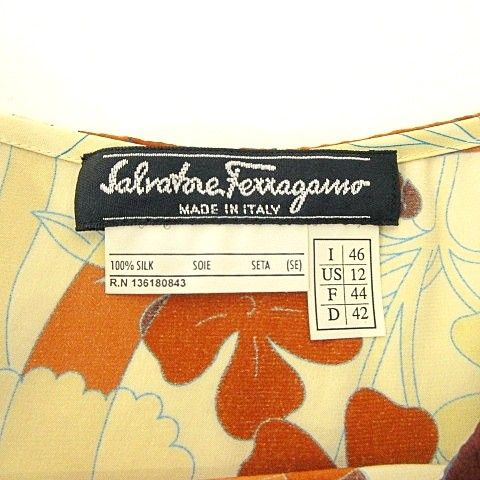 Salvatore Ferragamo
MADE IN ITALY
100% SILK SOIE SETA (SE)
R.N 136180843
I 46
US 12
F 44
D 42